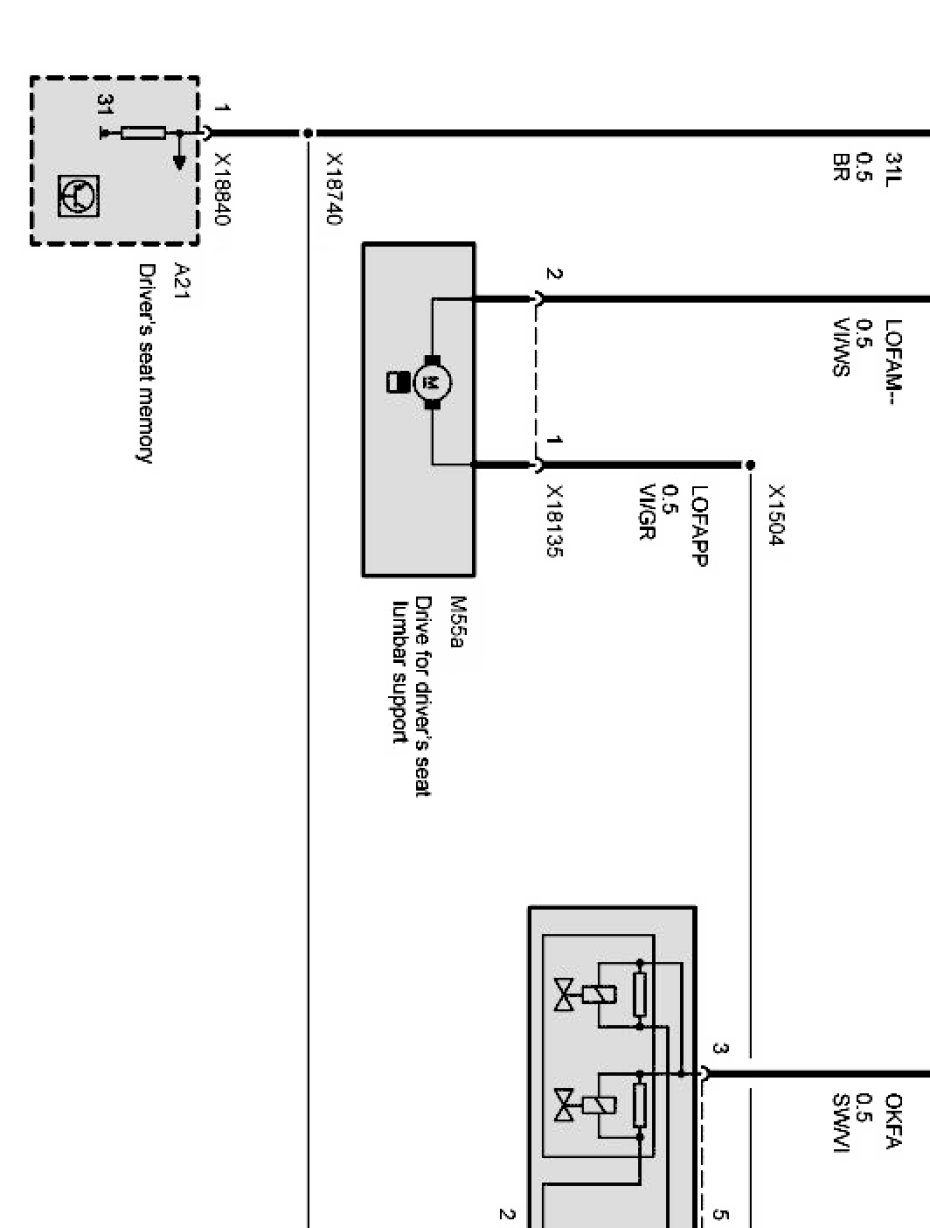 31L
0.5
BR
LOFAM--
0.5
VI/WS
OKFA
0.5
SW/VI
X1504
LOFAPP
0.5
VI/GR
3
5
2
1
X18135
2
M55a
Drive for driver's seat
lumbar support
M
X18740
1
X18840
A21
Driver's seat memory
31